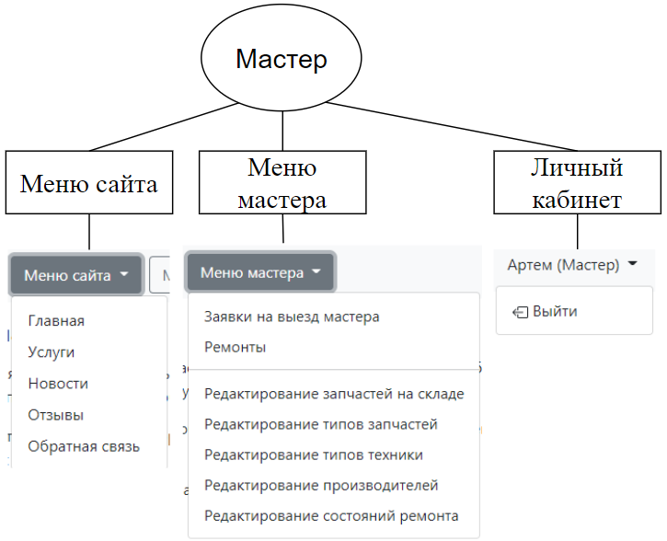 Мастер
Меню сайта
Меню
мастера
Личный
кабинет
Меню сайта
Главная
Услуги
Новости
Отзывы
Обратная связь
Меню мастера
Заявки на выезд мастера
Ремонты
Редактирование запчастей на складе
Редактирование типов запчастей
Редактирование типов техники
Редактирование производителей
Редактирование состояний ремонта
Артем (Мастер)
Выйти